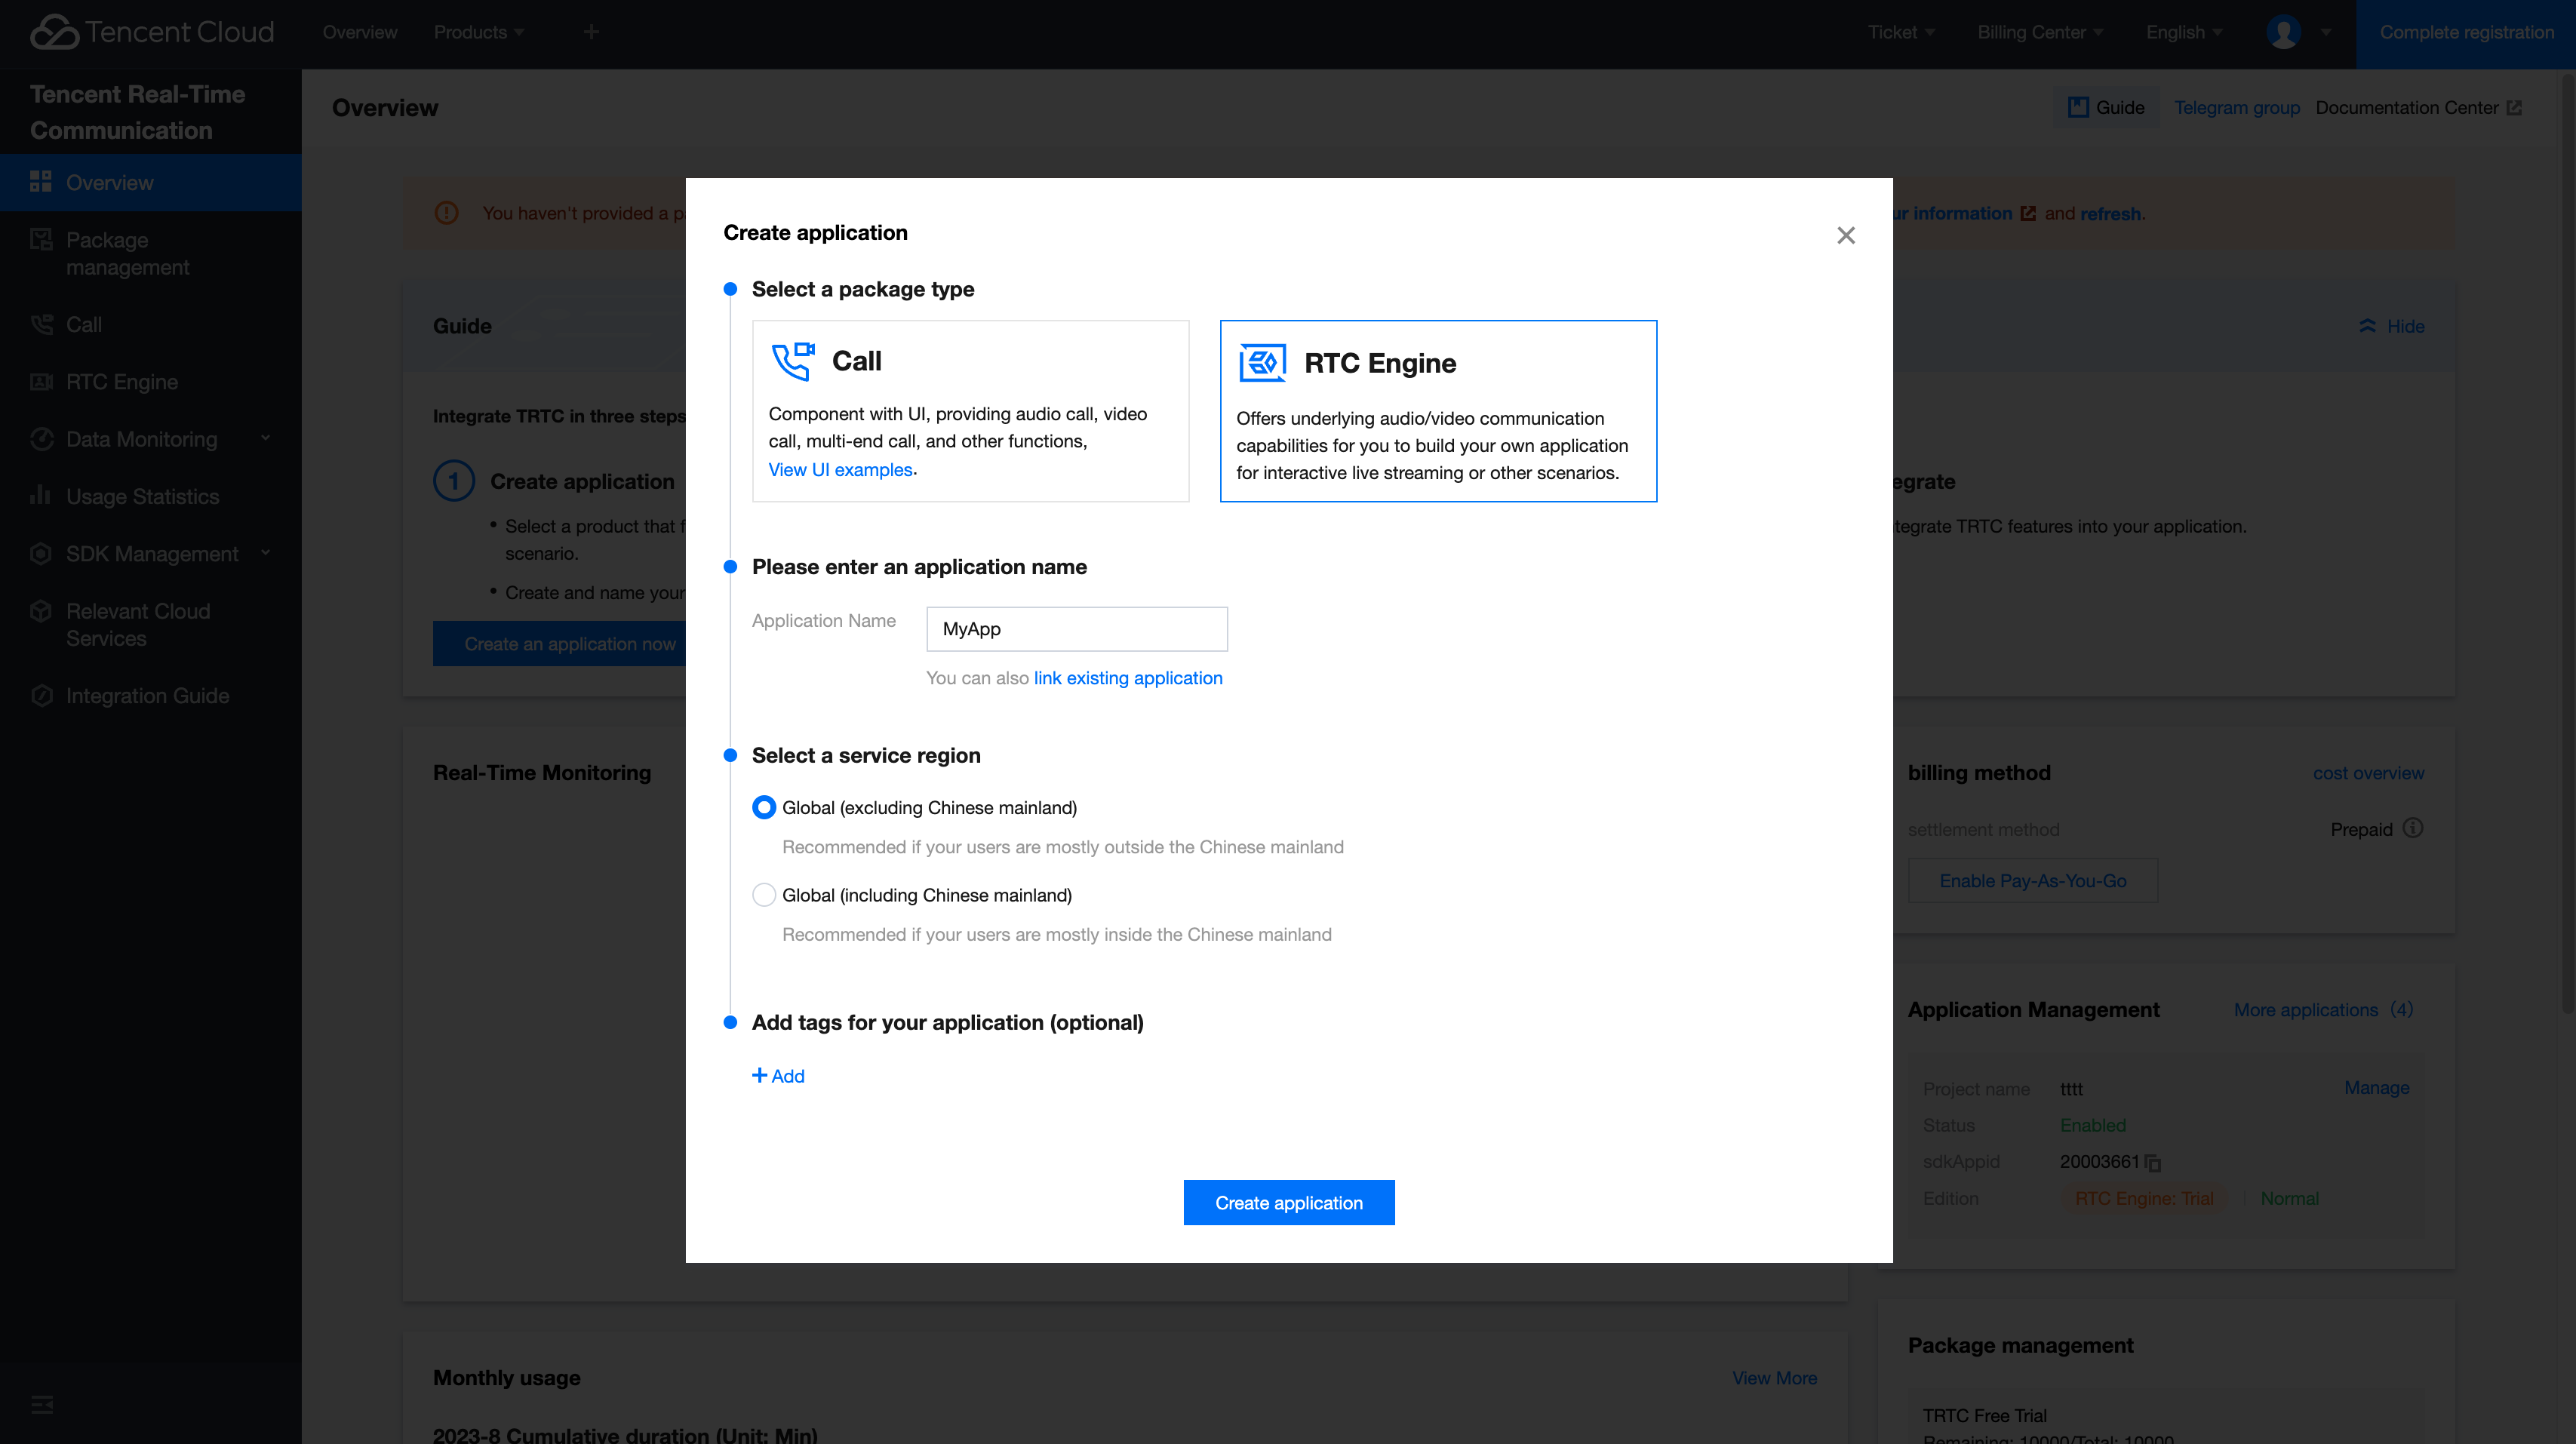 Tencent Cloud
Overview
Products
Ticket
Billing Center
English
Complete registration
Tencent Real-Time
Communication
Overview
Package
management
Call
RTC Engine
Data Monitoring
Usage Statistics
SDK Management
Relevant Cloud
Services
Integration Guide
Overview
Guide
Telegram group
Documentation Center
You haven't provided a p
ur information and refresh.
Guide
Hide
Integrate TRTC in three steps
1 Create application
• Select a product that f
scenario.
• Create and name your
Create an application now
egrate
tegrate TRTC features into your application.
Create application
Select a package type
Call
Component with UI, providing audio call, video
call, multi-end call, and other functions,
View UI examples.
RTC Engine
Offers underlying audio/video communication
capabilities for you to build your own application
for interactive live streaming or other scenarios.
Please enter an application name
Application Name
MyApp
You can also link existing application
Select a service region
Global (excluding Chinese mainland)
Recommended if your users are mostly outside the Chinese mainland
Global (including Chinese mainland)
Recommended if your users are mostly inside the Chinese mainland
Add tags for your application (optional)
+ Add
Create application
Real-Time Monitoring
billing method
cost overview
settlement method
Prepaid
Enable Pay-As-You-Go
Application Management
More applications (4)
Project name tttt
Manage
Status Enabled
sdkAppid 20003661
Edition RTC Engine: Trial Normal
Monthly usage
View More
2023-8 Cumulative duration (Unit: Min)
Package management
TRTC Free Trial
Remaining: 10000/Total: 10000